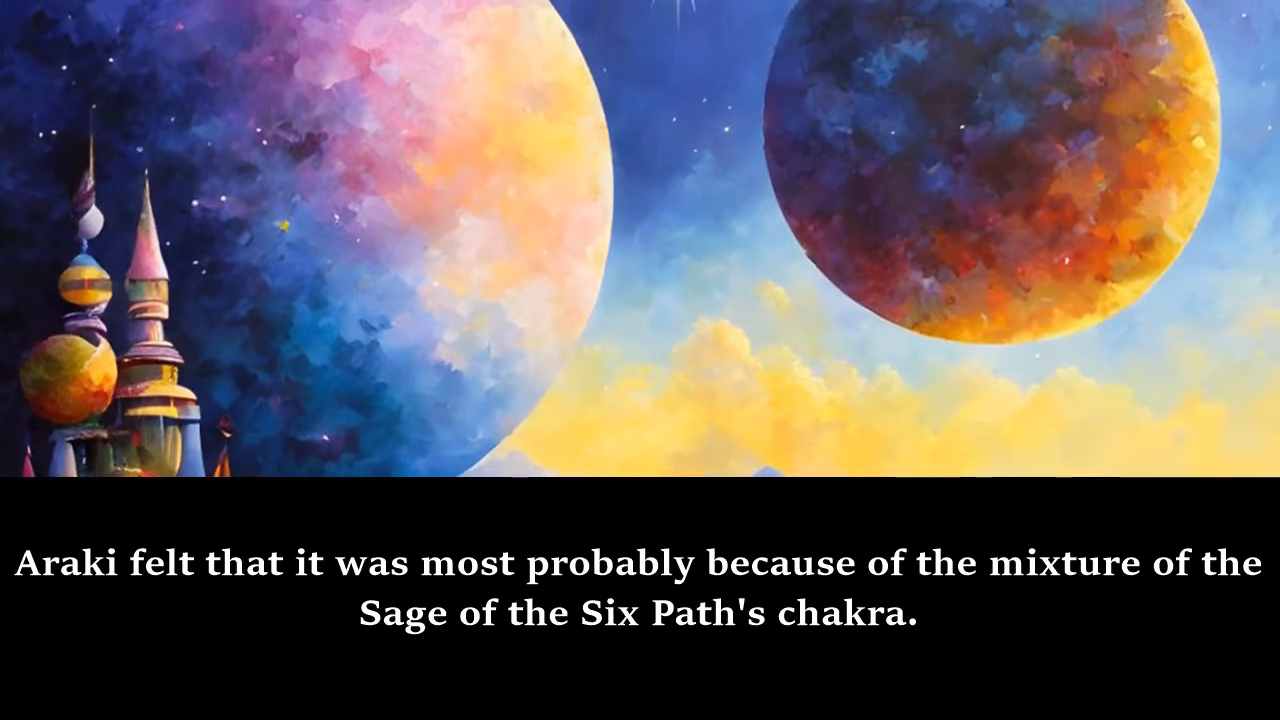 Araki felt that it was most probably because of the mixture of the
Sage of the Six Path's chakra.